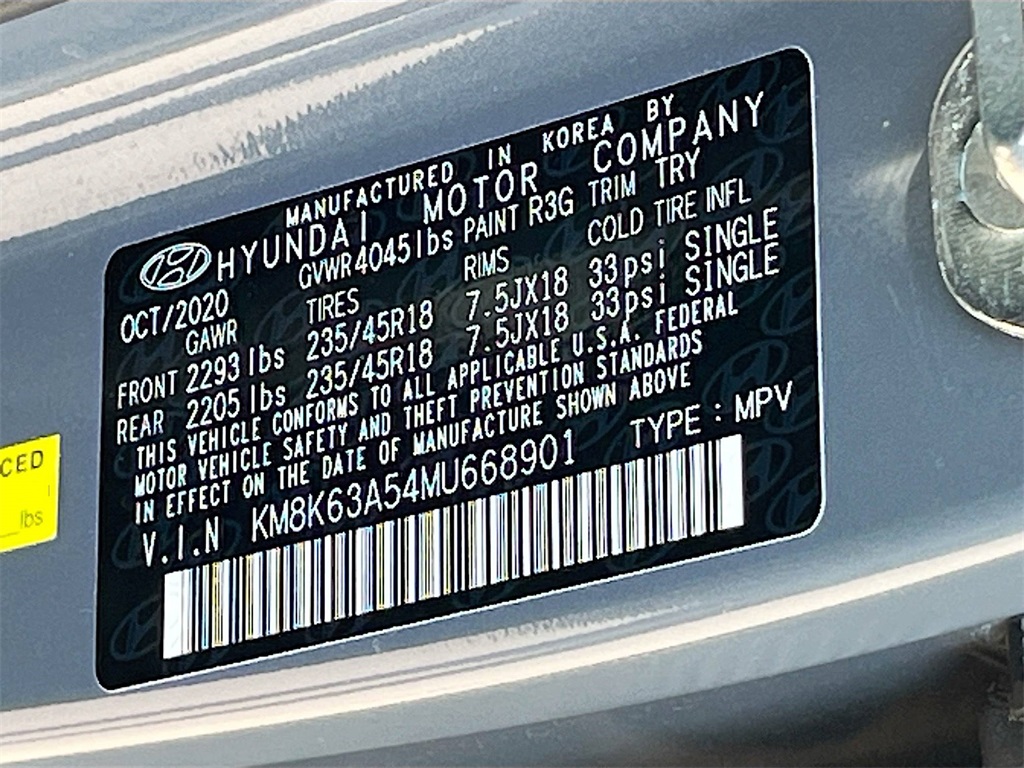 MANUFACTURED IN KOREA BY
HYUNDAI MOTOR COMPANY
OCT/2020 GVWR 4045 lbs PAINT R3G TRIM TRY
GAWR TIRES RIMS COLD TIRE INFL
FRONT 2293 lbs 235/45R18 7.5JX18 33psi SINGLE
REAR 2205 lbs 235/45R18 7.5JX18 33psi SINGLE
THIS VEHICLE CONFORMS TO ALL APPLICABLE U.S.A. FEDERAL
MOTOR VEHICLE SAFETY AND THEFT PREVENTION STANDARDS
IN EFFECT ON THE DATE OF MANUFACTURE SHOWN ABOVE
V.I.N KM8K63A54MU668901 TYPE : MPV
CED
lbs